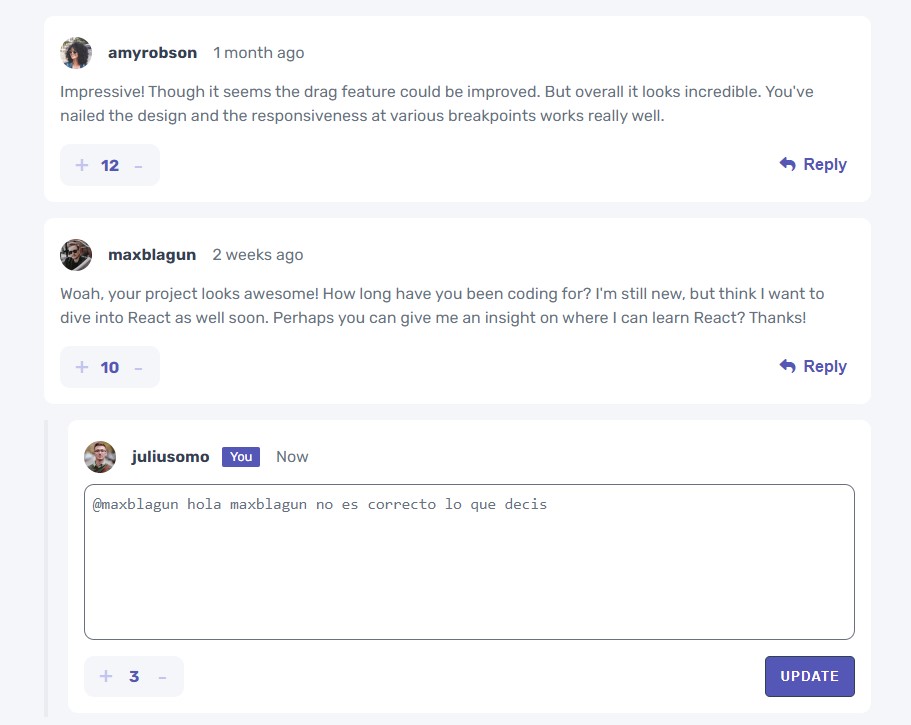 amyrobson 1 month ago
Impressive! Though it seems the drag feature could be improved. But overall it looks incredible. You've
nailed the design and the responsiveness at various breakpoints works really well.
+ 12 - Reply
maxblagun 2 weeks ago
Woah, your project looks awesome! How long have you been coding for? I'm still new, but think I want to
dive into React as well soon. Perhaps you can give me an insight on where I can learn React? Thanks!
+ 10 - Reply
juliusomo You Now
@maxblagun hola maxblagun no es correcto lo que decis
+ 3 - UPDATE